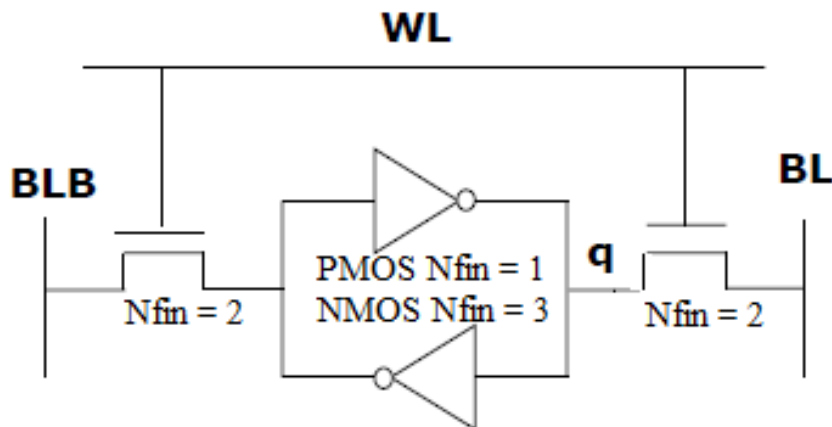 WL
BLB
BL
PMOS Nfin = 1
q
NMOS Nfin = 3
Nfin = 2
Nfin = 2